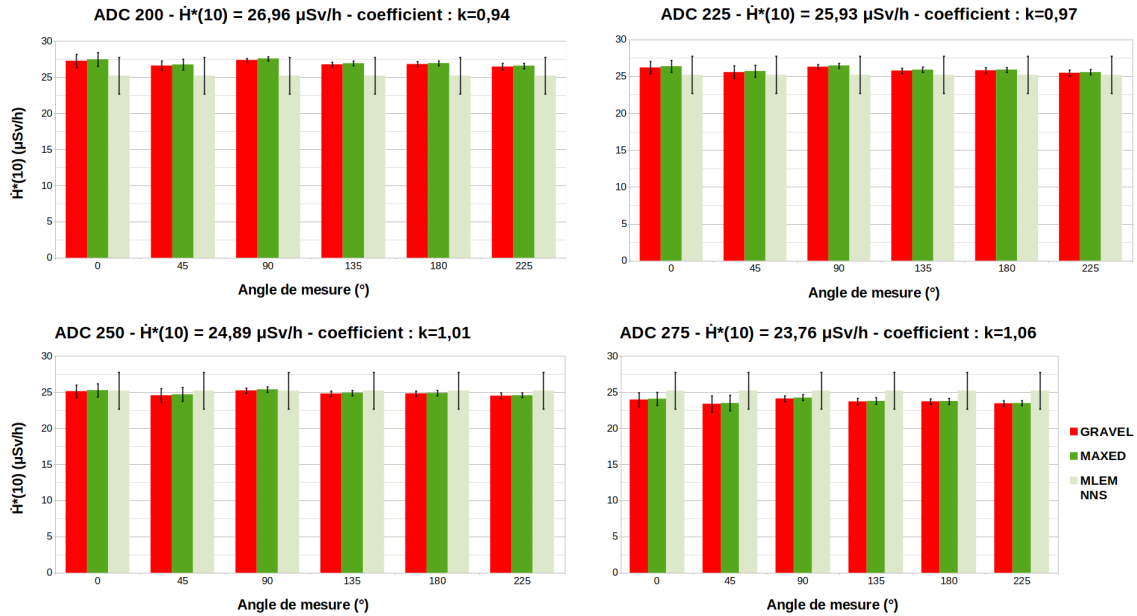 ADC 200 - Ḣ*(10) = 26,96 µSv/h - coefficient : k=0,94
30
25
20
15
10
5
0
Ḣ*(10) (µSv/h)
0 45 90 135 180 225
Angle de mesure (°)
ADC 225 - Ḣ*(10) = 25,93 µSv/h - coefficient : k=0,97
30
25
20
15
10
5
0
0 45 90 135 180 225
Angle de mesure (°)
ADC 250 - Ḣ*(10) = 24,89 µSv/h - coefficient : k=1,01
30
25
20
15
10
5
0
Ḣ*(10) (µSv/h)
0 45 90 135 180 225
Angle de mesure (°)
ADC 275 - Ḣ*(10) = 23,76 µSv/h - coefficient : k=1,06
30
25
20
15
10
5
0
0 45 90 135 180 225
Angle de mesure (°)
GRAVEL
MAXED
MLEM
NNS